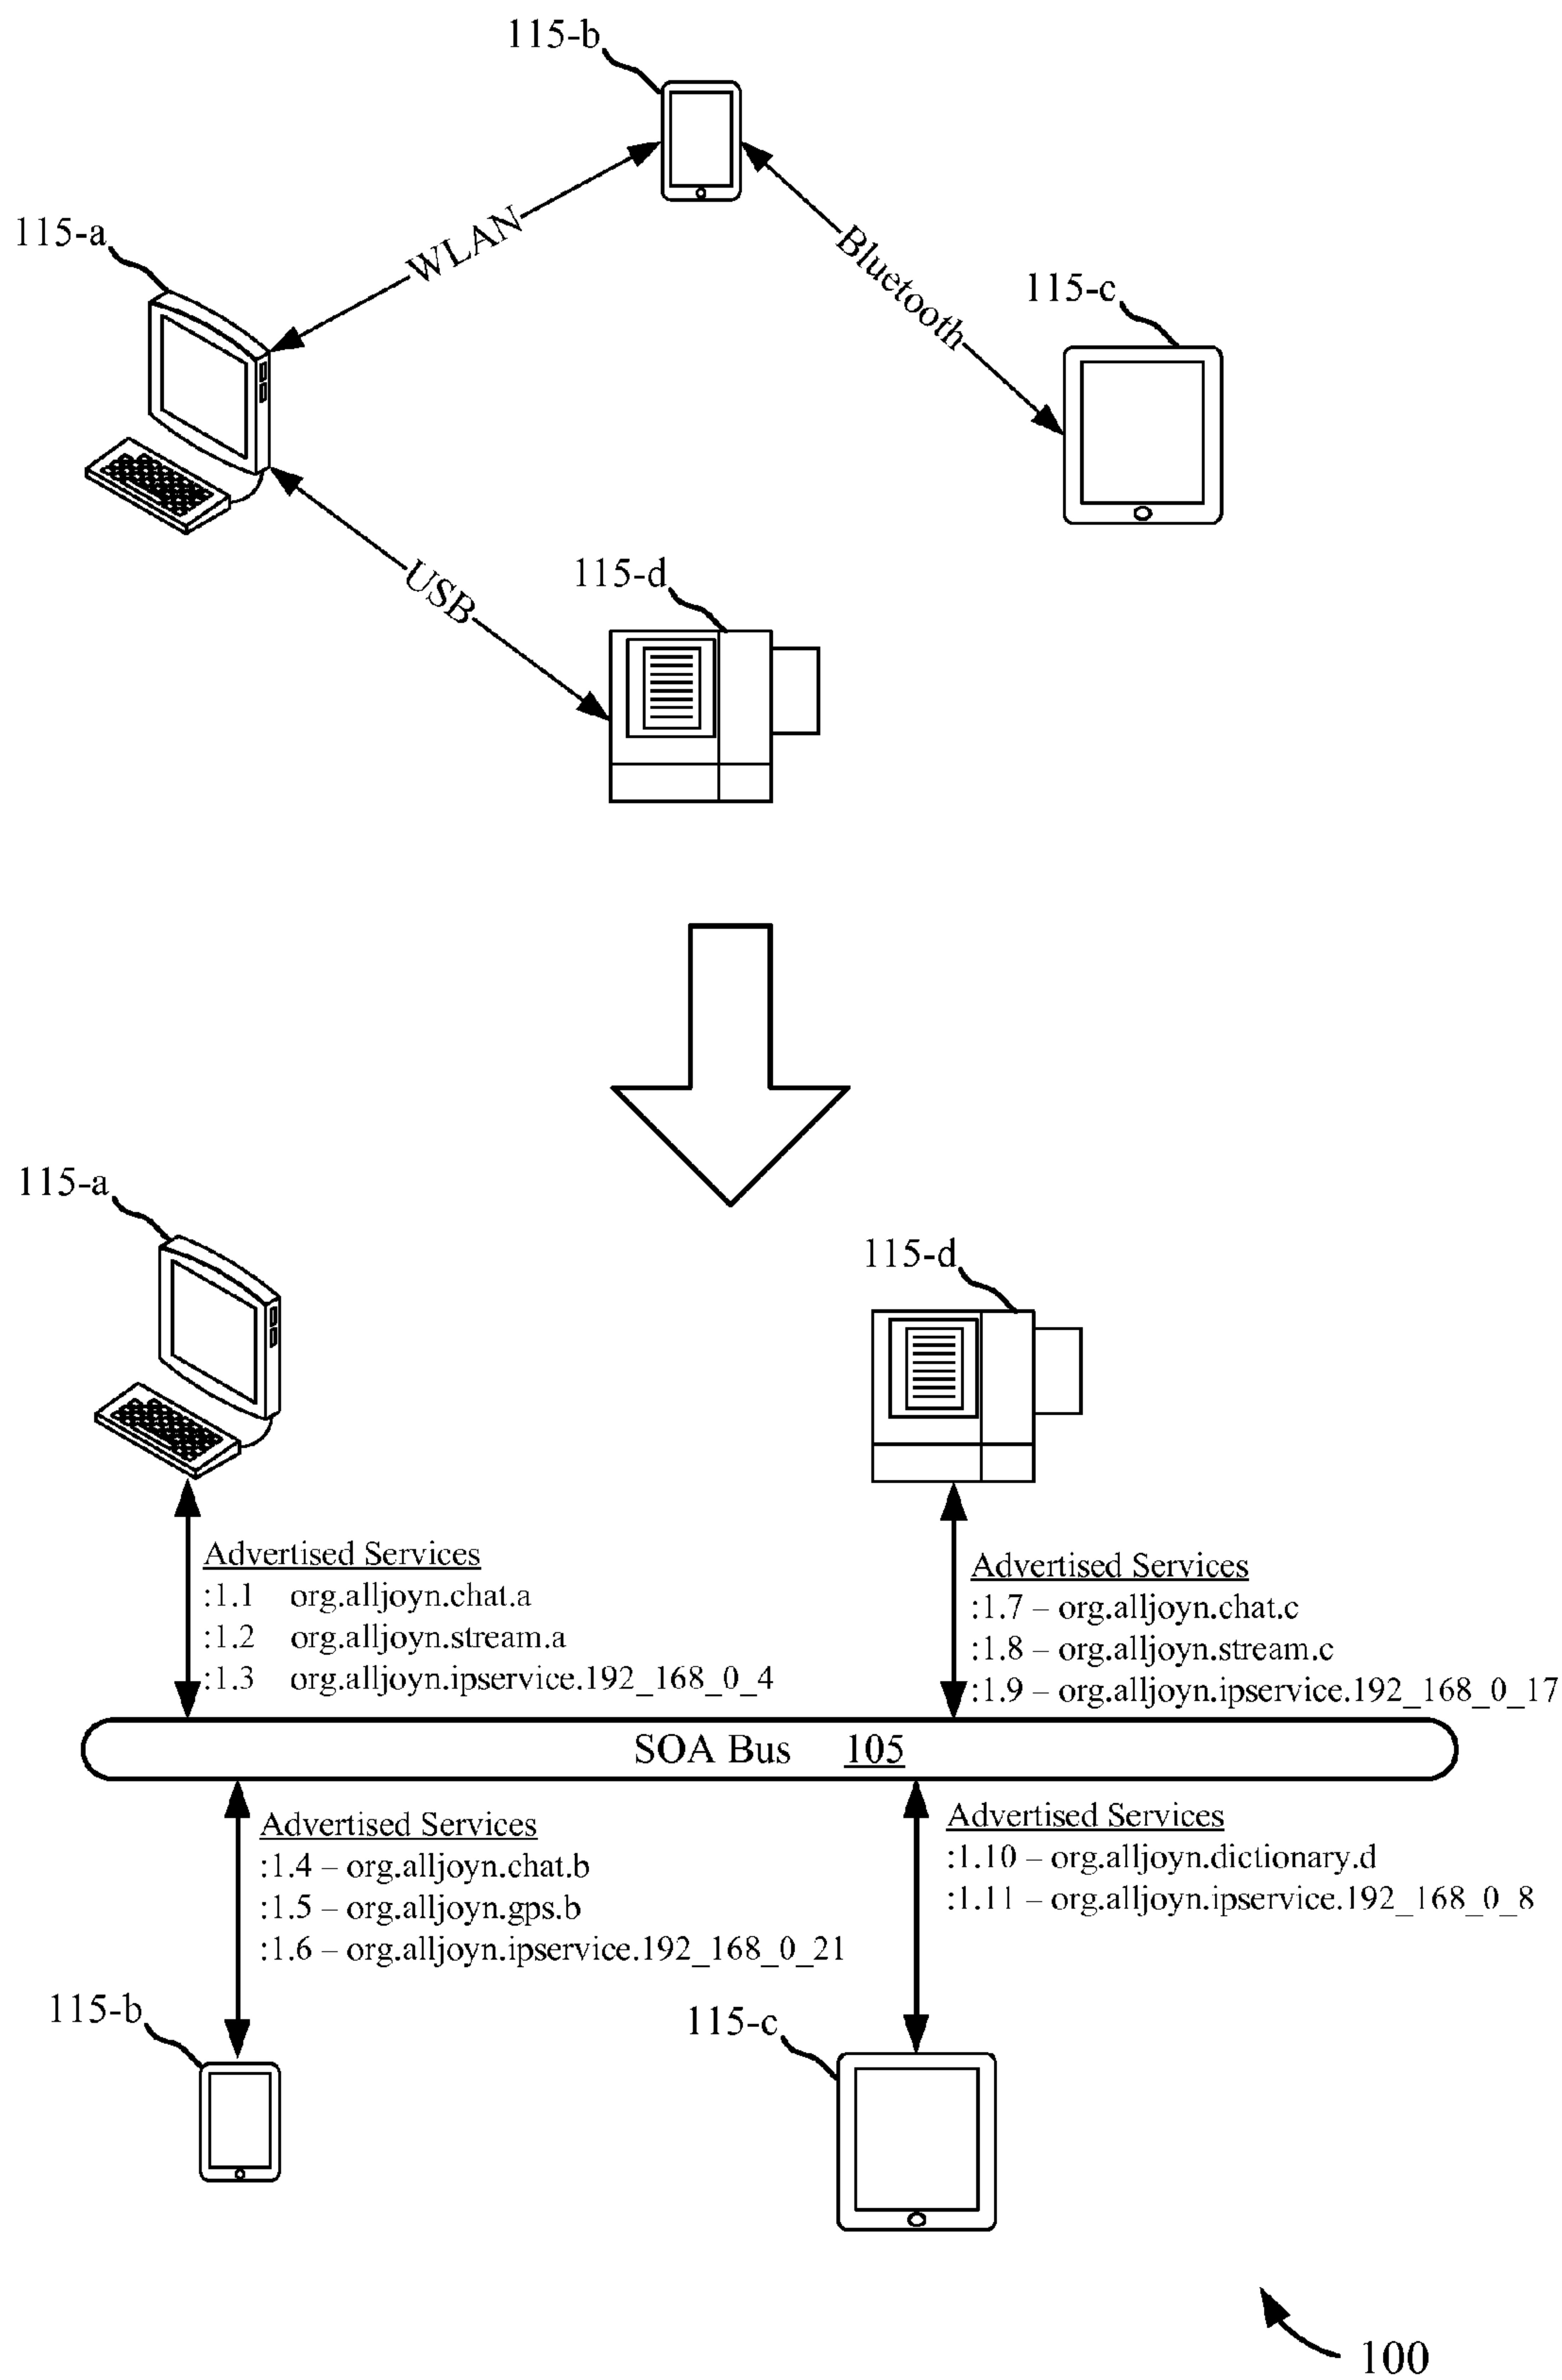 115-b
115-a
WLAN
Bluetooth
115-c
USB
115-d
115-a
115-d
Advertised Services
:1.1 org.alljoyn.chat.a
:1.2 org.alljoyn.stream.a
:1.3 org.alljoyn.ipservice.192_168_0_4
Advertised Services
:1.7 – org.alljoyn.chat.c
:1.8 – org.alljoyn.stream.c
:1.9 – org.alljoyn.ipservice.192_168_0_17
SOA Bus 105
Advertised Services
:1.4 – org.alljoyn.chat.b
:1.5 – org.alljoyn.gps.b
:1.6 – org.alljoyn.ipservice.192_168_0_21
Advertised Services
:1.10 – org.alljoyn.dictionary.d
:1.11 – org.alljoyn.ipservice.192_168_0_8
115-b
115-c
100